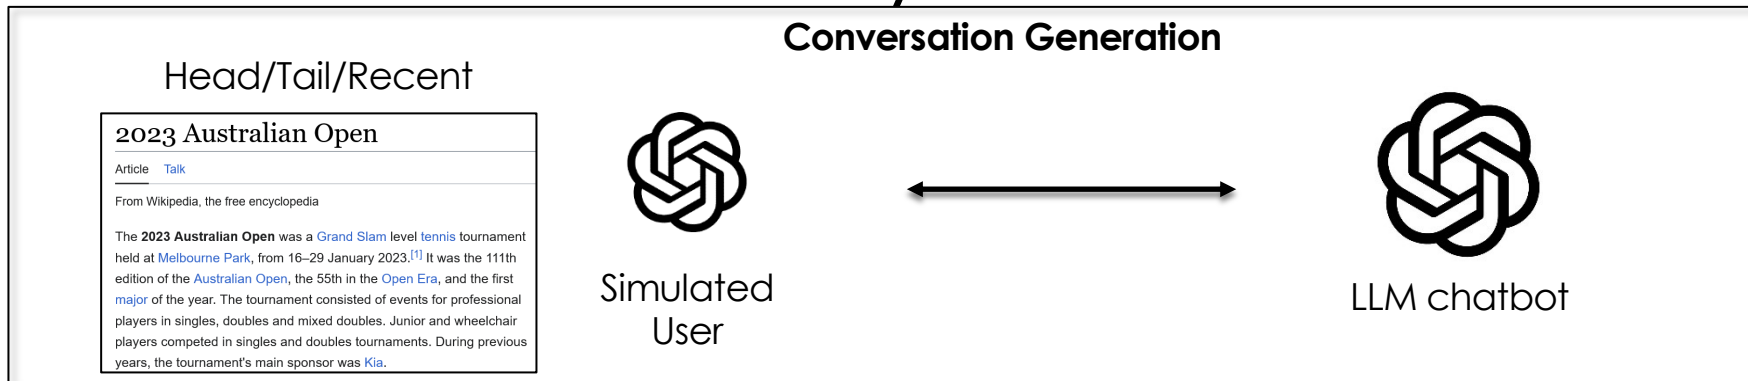 Conversation Generation
Head/Tail/Recent
2023 Australian Open
Article Talk
From Wikipedia, the free encyclopedia
The 2023 Australian Open was a Grand Slam level tennis tournament
held at Melbourne Park, from 16–29 January 2023.[1] It was the 111th
edition of the Australian Open, the 55th in the Open Era, and the first
major of the year. The tournament consisted of events for professional
players in singles, doubles and mixed doubles. Junior and wheelchair
players competed in singles and doubles tournaments. During previous
years, the tournament's main sponsor was Kia.
Simulated
User
LLM chatbot